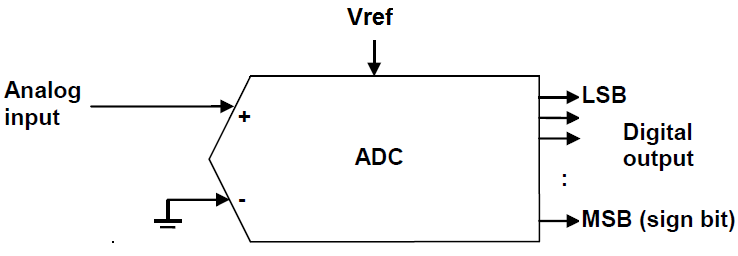 Vref
Analog
input
+
-
ADC
LSB
Digital
output
:
MSB (sign bit)
.